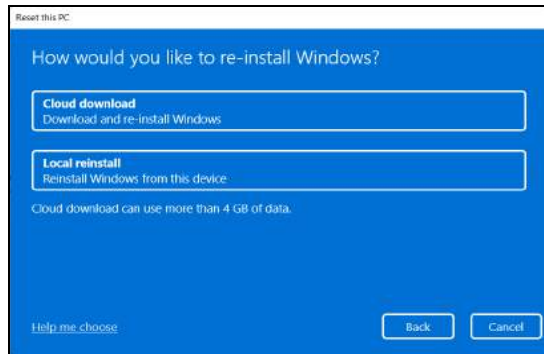 Reset this PC
How would you like to re-install Windows?
Cloud download
Download and re-install Windows
Local reinstall
Reinstall Windows from this device
Cloud download can use more than 4 GB of data.
Help me choose
Back
Cancel